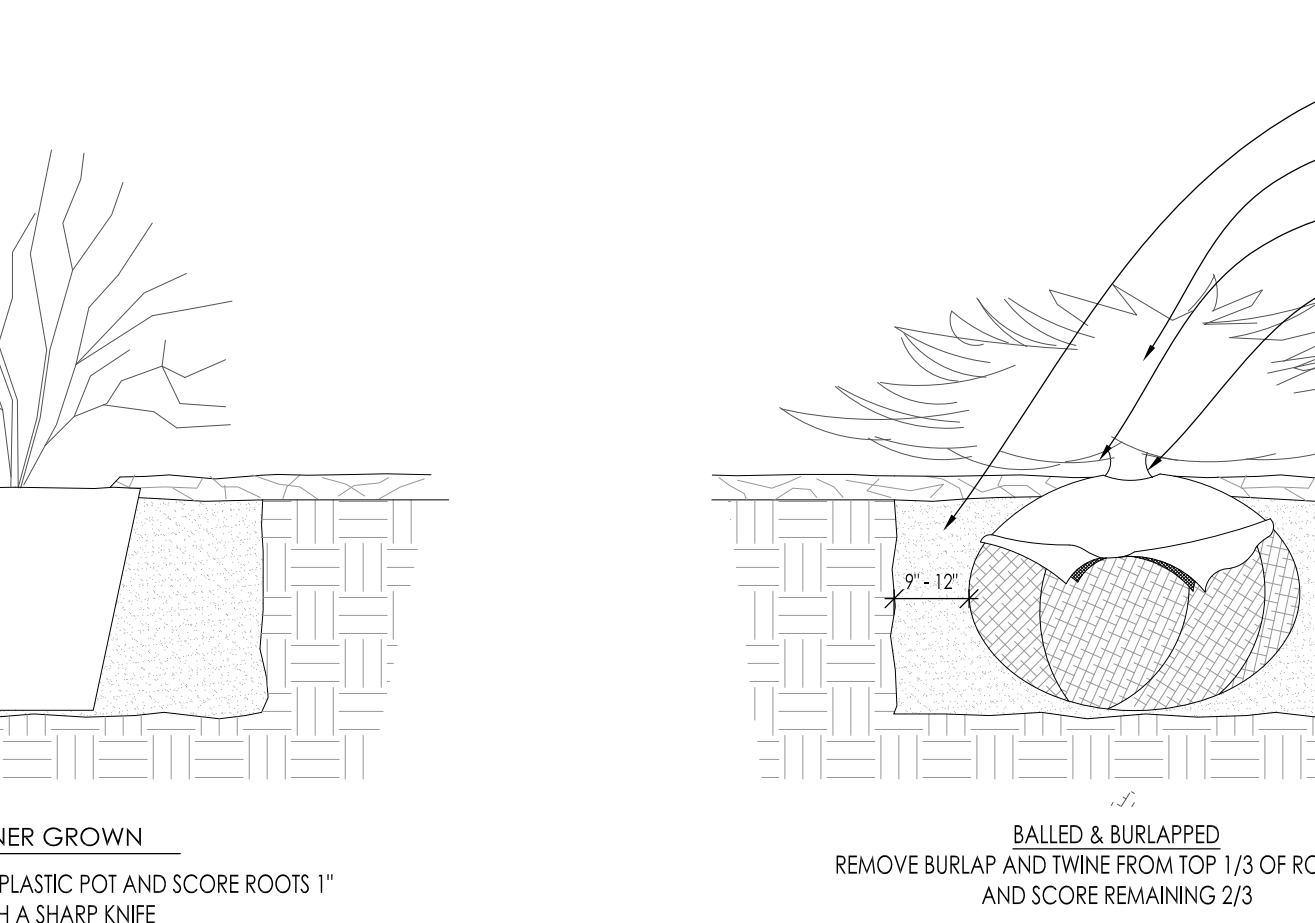 9" - 12"
NER GROWN
PLASTIC POT AND SCORE ROOTS 1"
H A SHARP KNIFE
BALLED & BURLAPPED
REMOVE BURLAP AND TWINE FROM TOP 1/3 OF RO
AND SCORE REMAINING 2/3